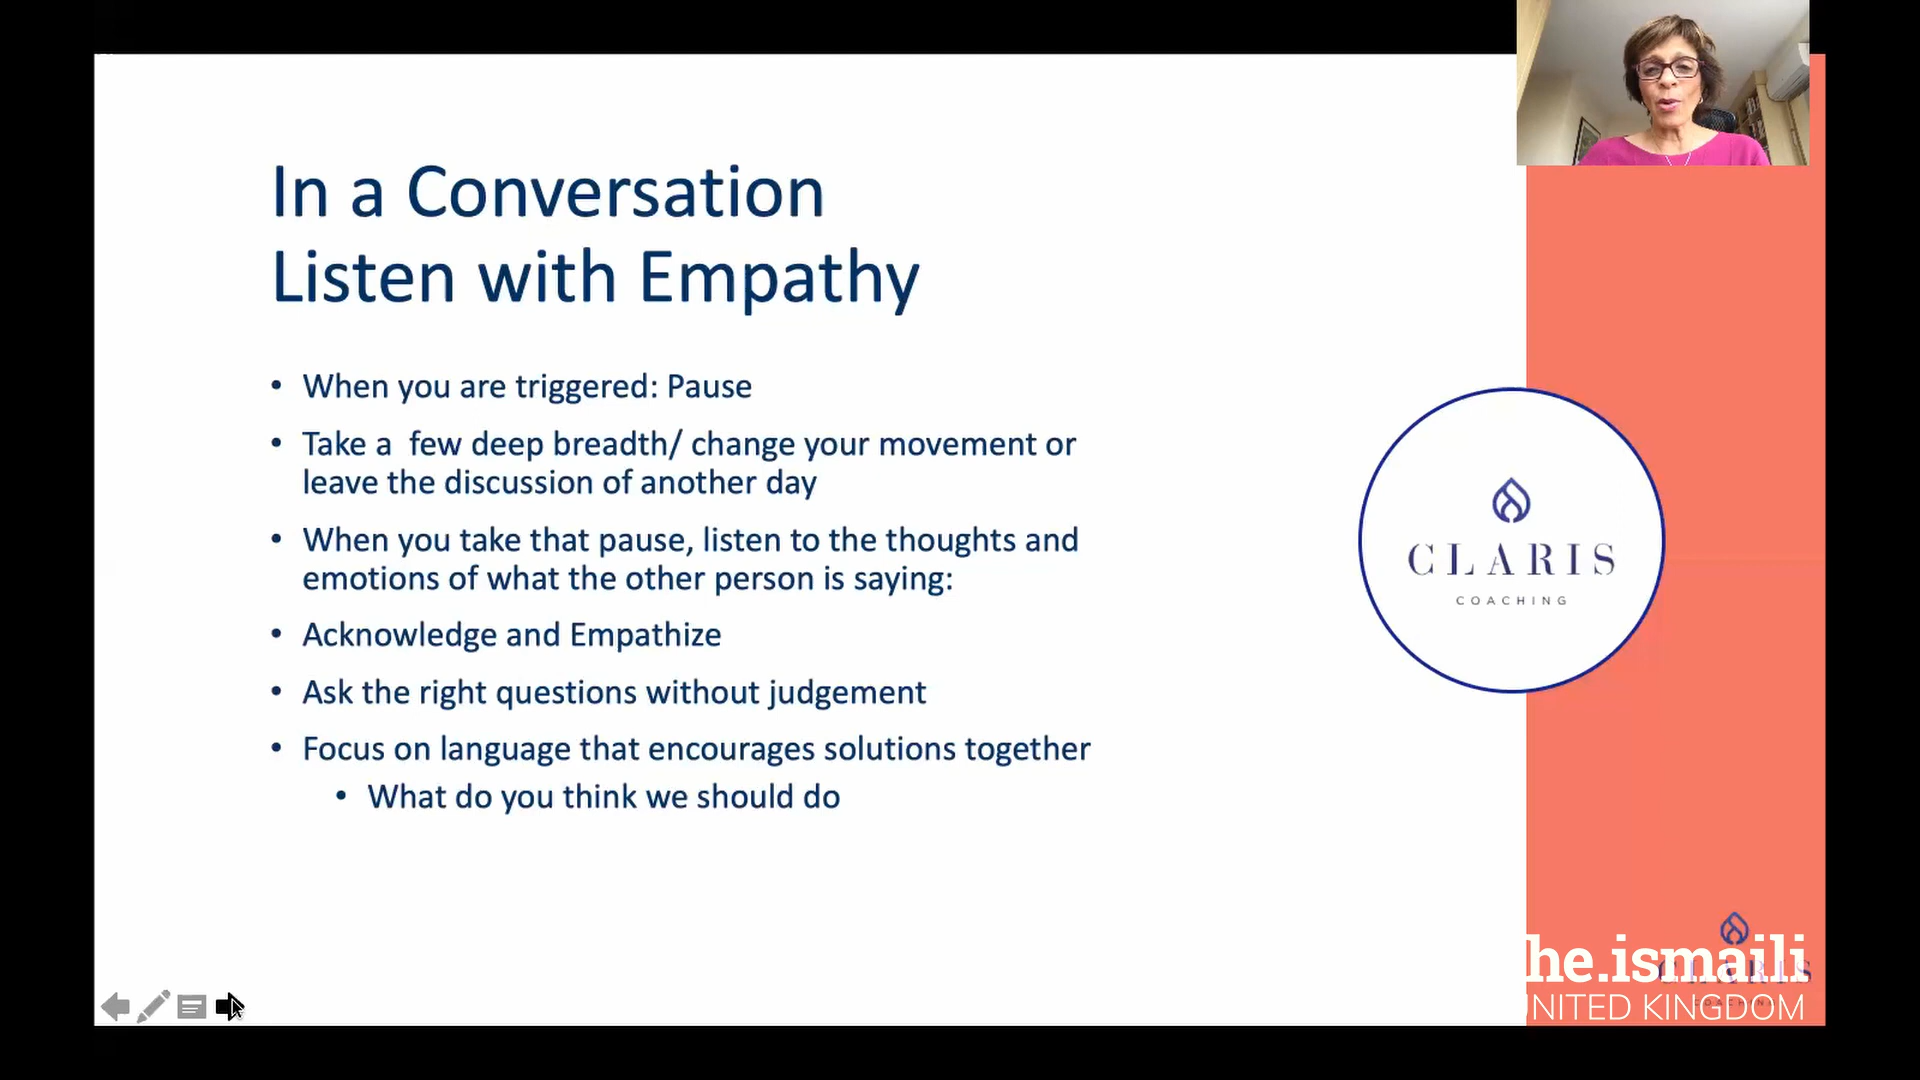 In a Conversation
Listen with Empathy
• When you are triggered: Pause
• Take a  few deep breadth/ change your movement or
leave the discussion of another day
• When you take that pause, listen to the thoughts and
emotions of what the other person is saying:
• Acknowledge and Empathize
• Ask the right questions without judgement
• Focus on language that encourages solutions together
• What do you think we should do
CLARIS
COACHING
he.ismaili
UNITED KINGDOM
CLARIS
COACHING